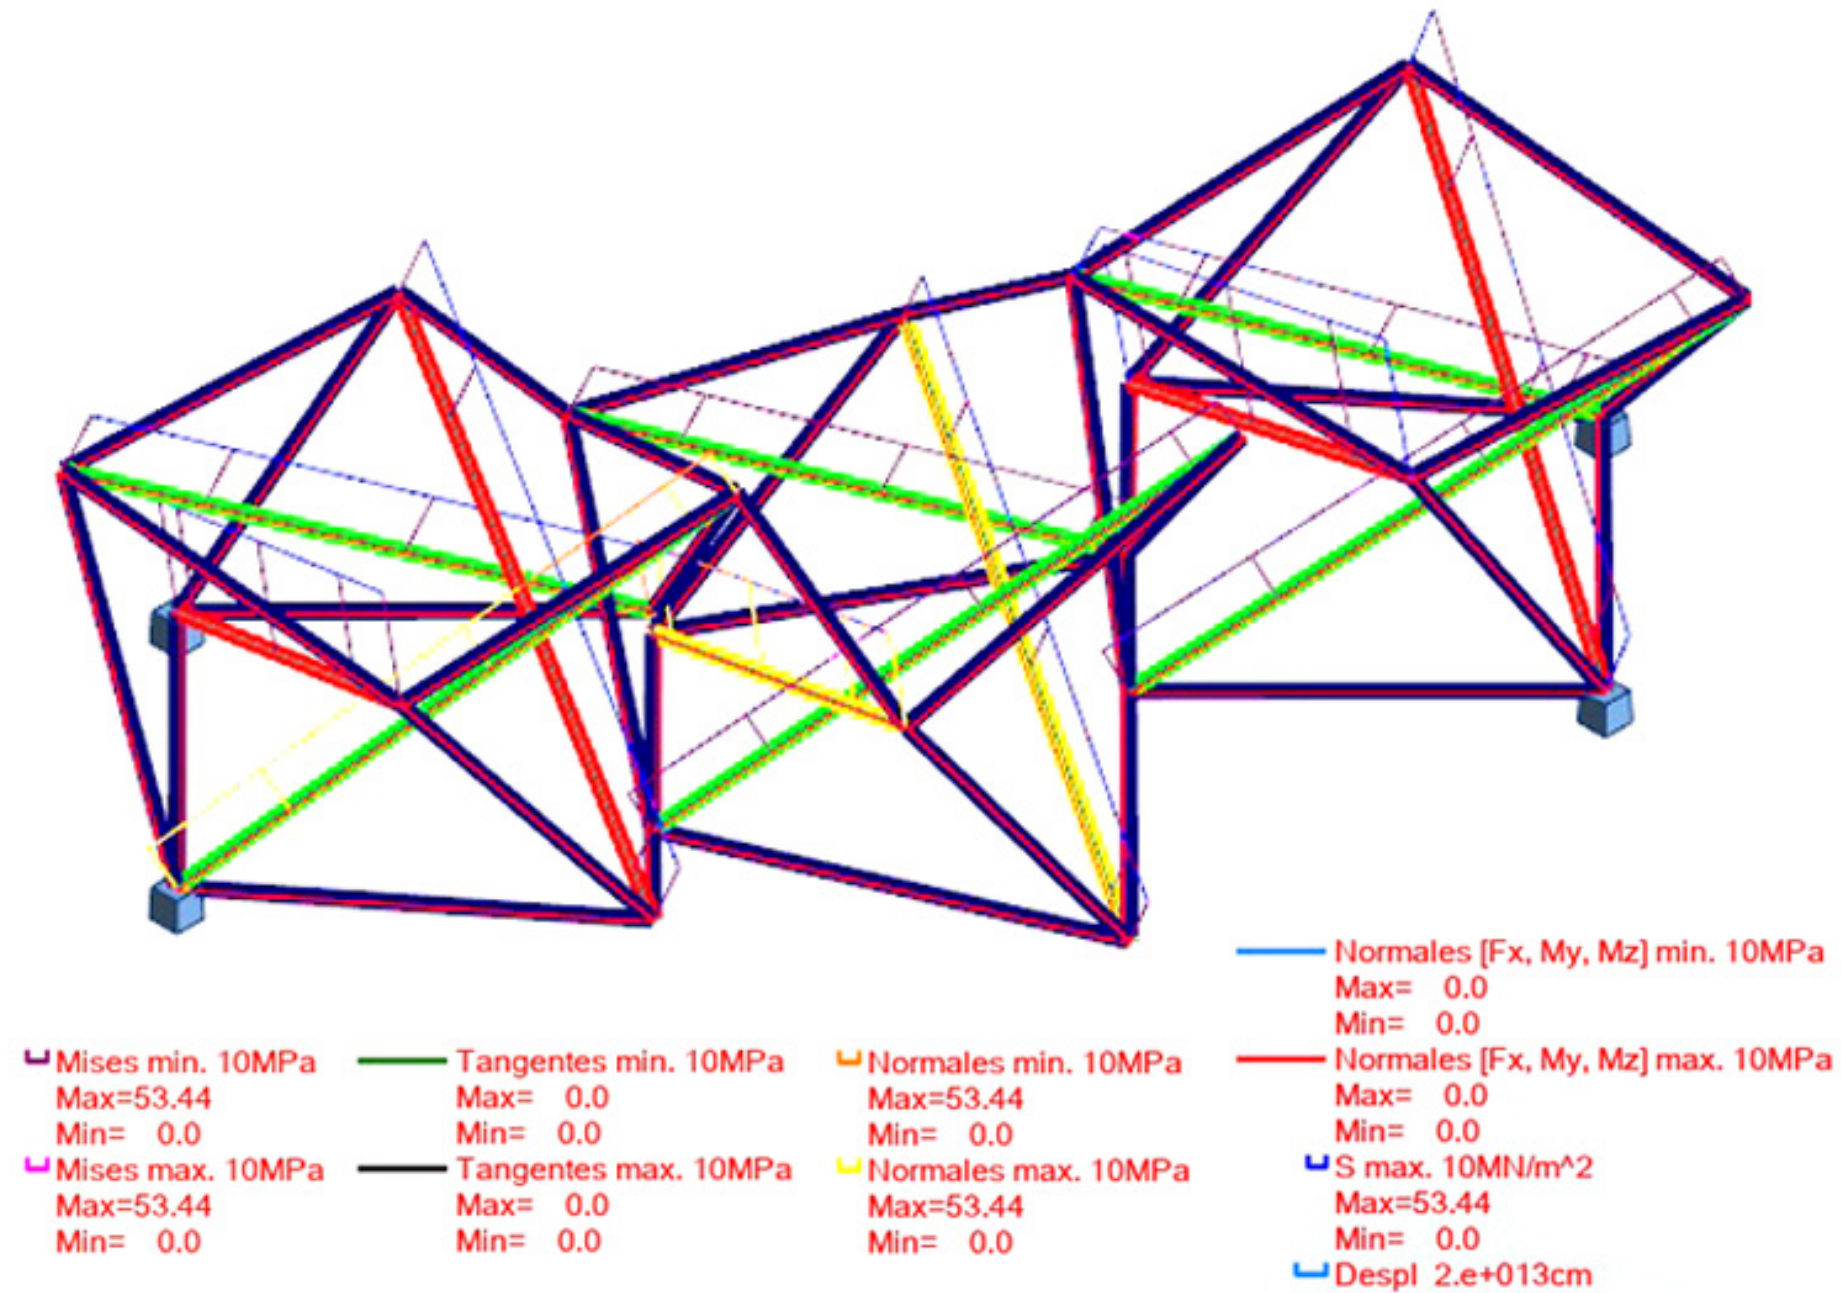 Normales [Fx, My, Mz] min. 10MPa
Max= 0.0
Min= 0.0
Mises min. 10MPa
Max=53.44
Min= 0.0
Mises max. 10MPa
Max=53.44
Min= 0.0
Tangentes min. 10MPa
Max= 0.0
Min= 0.0
Tangentes max. 10MPa
Max= 0.0
Min= 0.0
Normales min. 10MPa
Max=53.44
Min= 0.0
Normales max. 10MPa
Max=53.44
Min= 0.0
Normales [Fx, My, Mz] max. 10MPa
Max= 0.0
Min= 0.0
S max. 10MN/m^2
Max=53.44
Min= 0.0
Despl 2.e+013cm